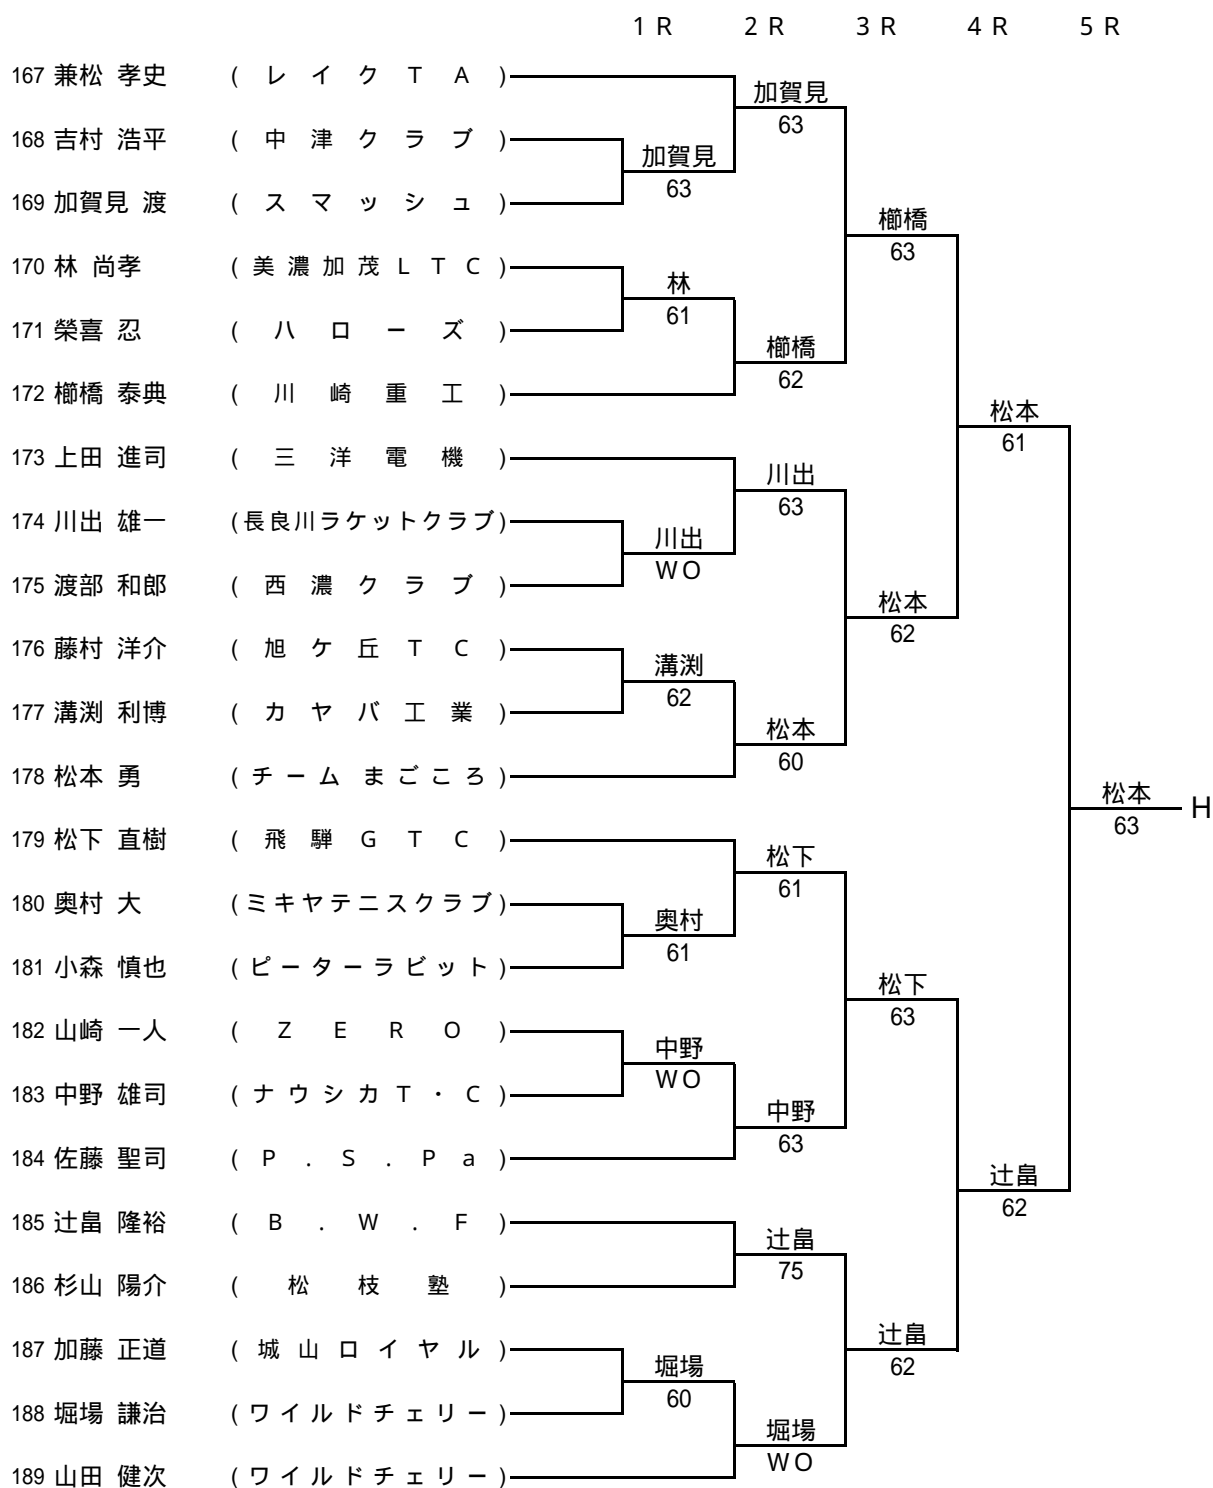 1R 2R 3R 4R 5R
167 兼松 孝史 (レイクTA)
加賀見
63
168 吉村 浩平 (中津クラブ)
加賀見
63
169 加賀見 渡 (スマッシュ)
櫛橋
63
170 林 尚孝 (美濃加茂LTC)
林
61
171 榮喜 忍 (ハローズ)
櫛橋
62
172 櫛橋 泰典 (川崎重工)
松本
61
173 上田 進司 (三洋電機)
川出
63
174 川出 雄一 (長良川ラケットクラブ)
川出
WO
175 渡部 和郎 (西濃クラブ)
松本
62
176 藤村 洋介 (旭ケ丘TC)
溝渕
62
177 溝渕 利博 (カヤバ工業)
松本
60
178 松本 勇 (チームまごころ)
松本
63
H
179 松下 直樹 (飛騨GTC)
松下
61
180 奥村 大 (ミキヤテニスクラブ)
奥村
61
181 小森 慎也 (ピーターラビット)
松下
63
182 山崎 一人 (ZERO)
中野
WO
183 中野 雄司 (ナウシカT・C)
中野
63
184 佐藤 聖司 (P.S.Pa)
辻畠
62
185 辻畠 隆裕 (B.W.F)
辻畠
75
186 杉山 陽介 (松枝塾)
辻畠
62
187 加藤 正道 (城山ロイヤル)
堀場
60
188 堀場 謙治 (ワイルドチェリー)
堀場
WO
189 山田 健次 (ワイルドチェリー)